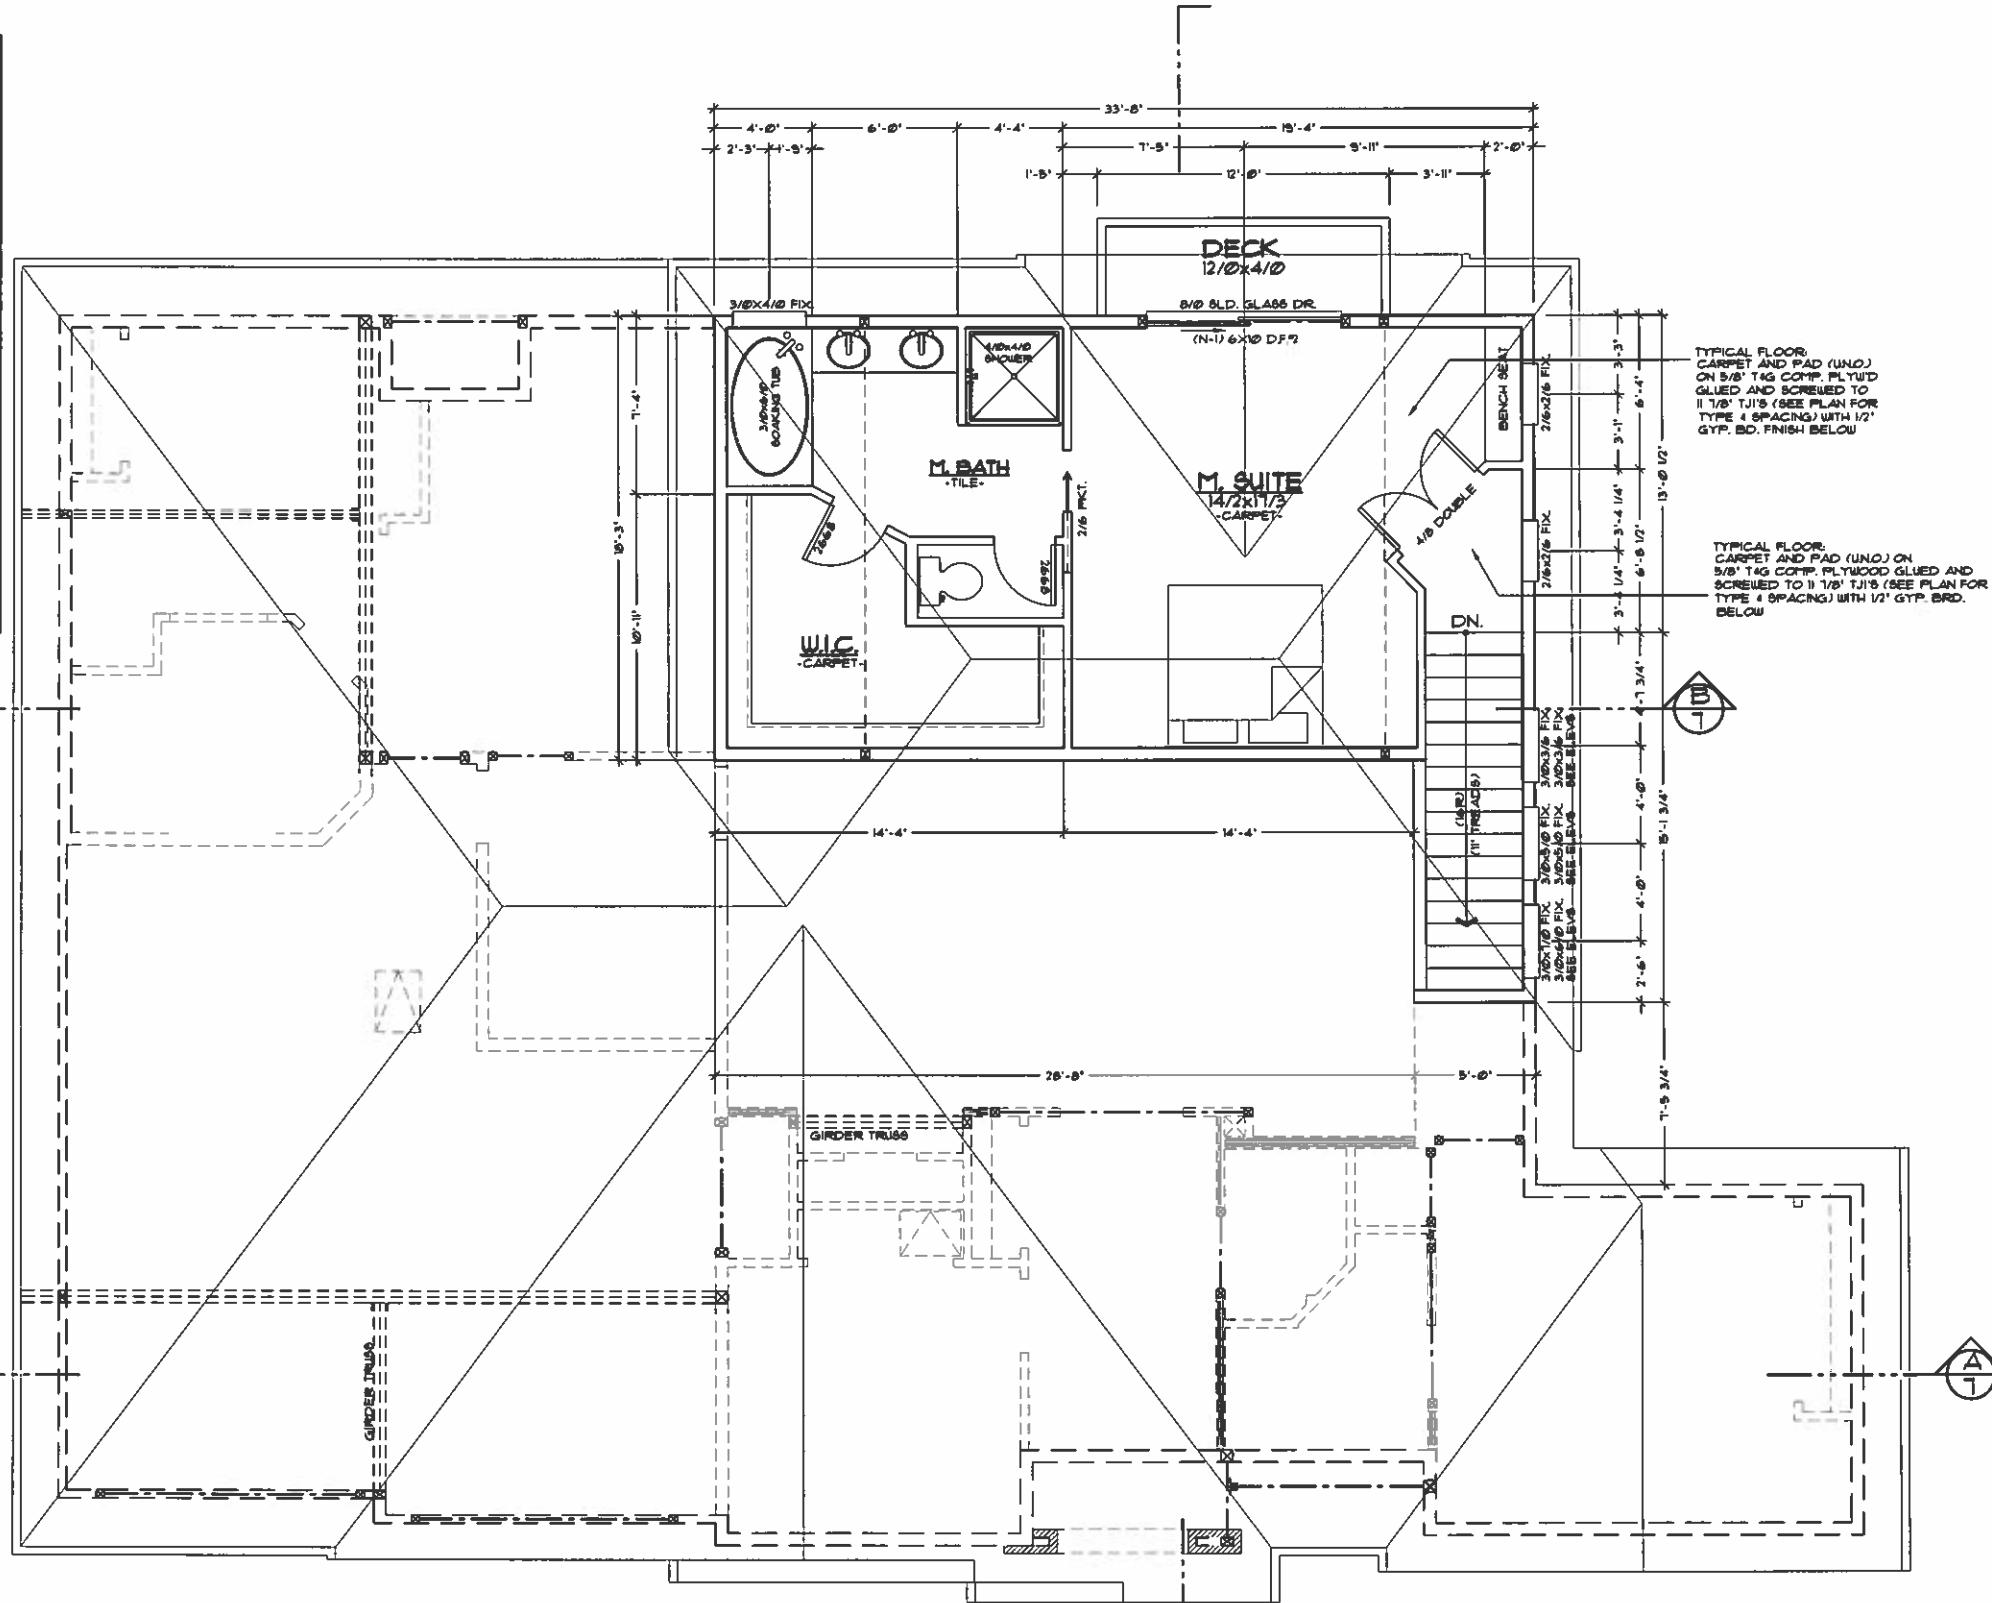 33'-8"
4'-0"
6'-0"
4'-4"
19'-4"
2'-3"
1'-9"
7'-5"
9'-11"
2'-0"
1'-5"
12'-0"
3'-11"
DECK
12/0x4/0
3/0X4/0 FIX.
8/0 SLD. GLASS DR.
(N-1) 6X10 D.F.#2
3/0x6/0
SOAKING TUB
4/0x4/0
SHOWER
BENCH SEAT
2/6x2/6 FIX.
3'-3"
6'-4"
3'-1"
13'-0 1/2"
TYPICAL FLOOR:
CARPET AND PAD (U.N.O.)
ON 5/8" T&G COMP. PLYW'D
GLUED AND SCREWED TO
11 7/8" TJI'S (SEE PLAN FOR
TYPE & SPACING) WITH 1/2"
GYP. BD. FINISH BELOW
7'-4"
18'-3"
10'-11"
M. BATH
-TILE-
2/6 PKT.
M. SUITE
14/2x17/3
-CARPET-
4/8 DOUBLE
2/6x2/6 FIX.
3'-4 1/4"
3'-4 1/4"
6'-8 1/2"
TYPICAL FLOOR:
CARPET AND PAD (U.N.O.) ON
5/8" T&G COMP. PLYWOOD GLUED AND
SCREWED TO 11 7/8" TJI'S (SEE PLAN FOR
TYPE & SPACING) WITH 1/2" GYP. BRD.
BELOW
2668
2668
W.I.C.
-CARPET-
DN.
4'-7 3/4"
B
7
3/0x3/6 FIX.
3/0x3/6 FIX.
SEE ELEVS
(16R)
(11" TREADS)
4'-0"
15'-1 3/4"
14'-4"
14'-4"
3/0x5/0 FIX.
3/0x5/0 FIX.
SEE ELEVS
4'-0"
3/0x7/0 FIX.
3/0x6/0 FIX.
SEE ELEVS
2'-6"
28'-8"
5'-0"
7'-5 3/4"
GIRDER TRUSS
GIRDER TRUSS
A
7